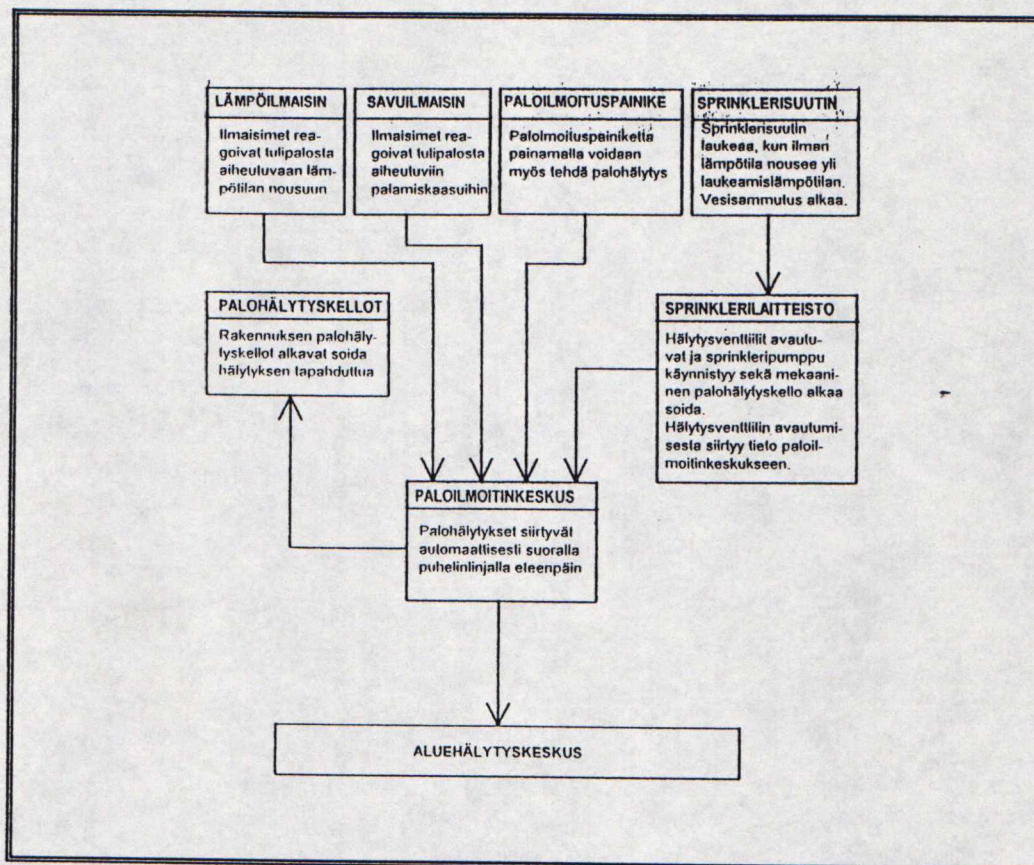 LÄMPÖILMAISIN
Ilmaisimet rea-
goivat tulipalosta
aiheutuvaan läm-
pötilan nousuun
SAVUILMAISIN
Ilmaisimet rea-
goivat tulipalosta
aiheutuviin
palamiskaasuihin
PALOILMOITUSPAINIKE
Paloilmoituspainiketta
painamalla voidaan
myös tehdä palohälytys
SPRINKLERISUUTIN
Sprinklerisuutin
laukeaa, kun ilman
lämpötila nousee yli
laukeamislämpötilan.
Vesisammutus alkaa.
PALOHÄLYTYSKELLOT
Rakennuksen palohäly-
tyskellot alkavat soida
hälytyksen tapahduttua
SPRINKLERILAITTEISTO
Hälytysventtiilit avautu-
vat ja sprinkleripumppu
käynnistyy sekä mekaani-
nen palohälytyskello alkaa
soida.
Hälytysventtiilin avautumi-
sesta siirtyy tieto paloil-
moitinkeskukseen.
PALOILMOITINKESKUS
Palohälytykset siirtyvät
automaattisesti suoralla
puhelinlinjalla eteenpäin
ALUEHÄLYTYSKESKUS